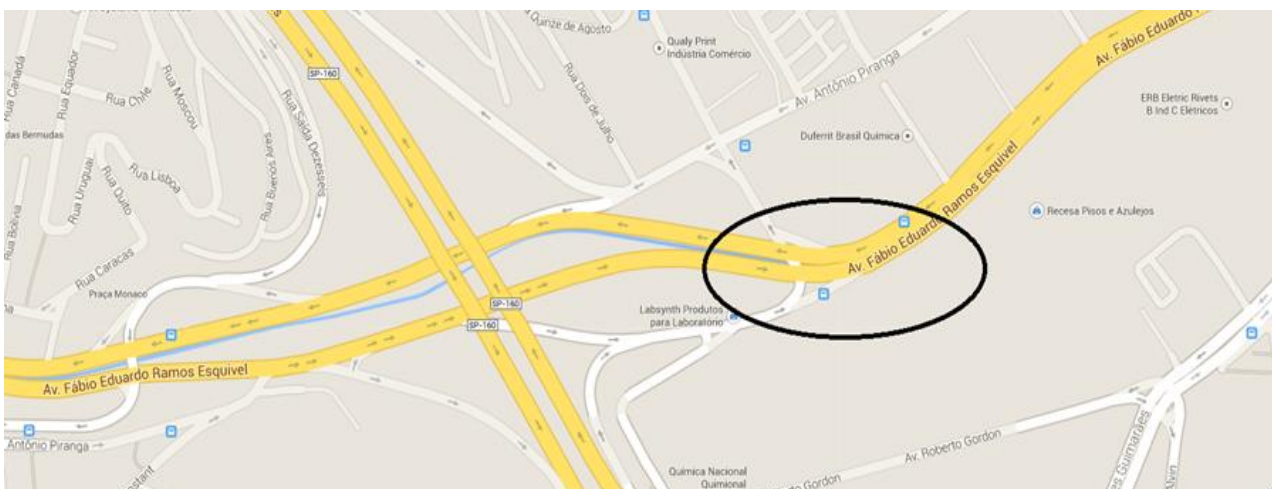 Quinze de Agosto
Qualy Print
Indústria Comércio
Av. Fábio Eduardo
SP-160
Rua Canadá
Rua Equador
Rua Chile
Rua Moscou
Rua Saída Dezesseis
Rua Dois de Julho
Av. Antônio Piranga
ERB Eletric Rivets
B Ind C Elétricos
das Bermudas
Duferrit Brasil Química
Rua Lisboa
Rua Buenos Aires
Rua Uruguai
Rua Quito
Rua Bolívia
Av. Fábio Eduardo Ramos Esquivel
Recesa Pisos e Azulejos
Rua Caracas
Praça Monaco
SP-160
SP-160
Labsynth Produtos
para Laboratório
Av. Fábio Eduardo Ramos Esquivel
Antônio Piranga
Av. Roberto Gordon
Guimarães
Alvin
Química Nacional
Quimional
Gordon